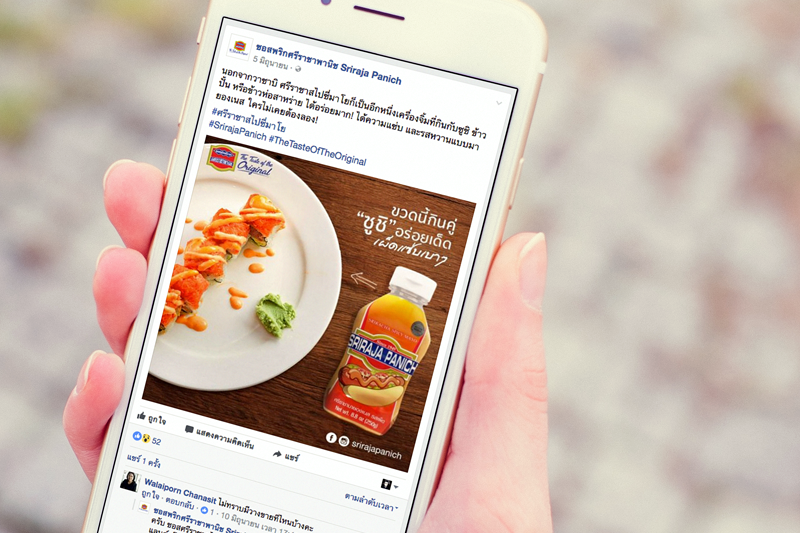 ซอสพริกศรีราชาพานิช Sriraja Panich
5 มิถุนายน ·
นอกจากวาซาบิ ศรีราชาสไปซี่มาโยก็เป็นอีกหนึ่งเครื่องจิ้มที่กินกับซูชิ ข้าว
ปั้น หรือข้าวห่อสาหร่าย ได้อร่อยมาก! ได้ความแซ่บ และรสหวานแบบมา
ยองเนส ใครไม่เคยต้องลอง!
#ศรีราชาสไปซี่มาโย
#SrirajaPanich #TheTasteOfTheOriginal
The Taste of the
Original
ขวดนี้กินคู่
"ซูชิ" อร่อยเด็ด
เผ็ดแซ่บเบาๆ
SRIRAJA PANICH
Net wt. 8.8 oz (250g)
srirajapanich
ถูกใจ
แสดงความคิดเห็น
แชร์
52
แชร์ 1 ครั้ง
ตามลำดับเวลา
Walaiporn Chanasit ไม่ทราบมีวางขายที่ไหนบ้างคะ
ถูกใจ · ตอบกลับ · 1 · 10 มิถุนายน เวลา
ซอสพริกศรีราชาพานิช
ครับ